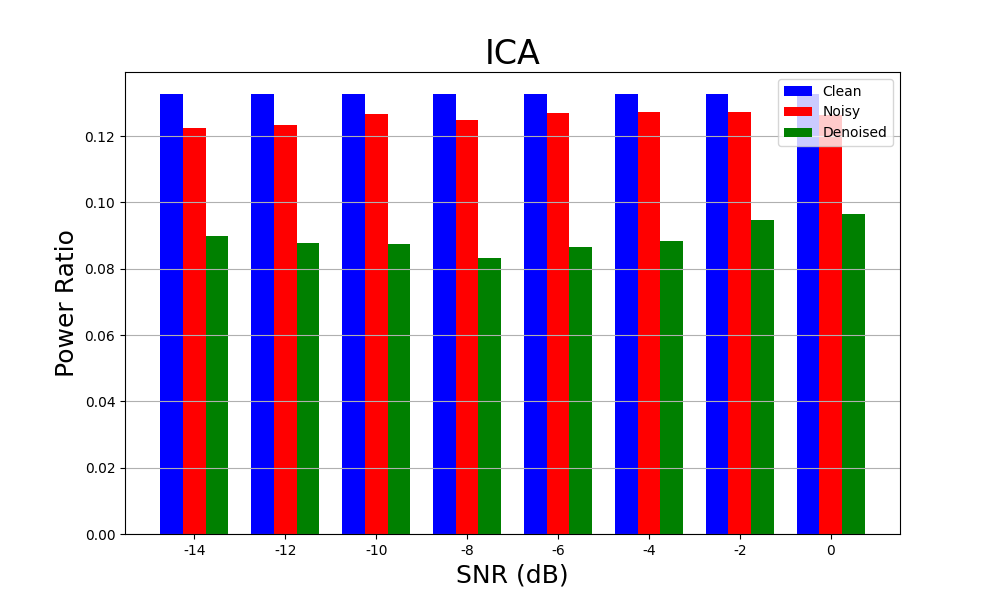 ICA
Clean
Noisy
Denoised
Power Ratio
0.12
0.10
0.08
0.06
0.04
0.02
0.00
-14 -12 -10 -8 -6 -4 -2 0
SNR (dB)